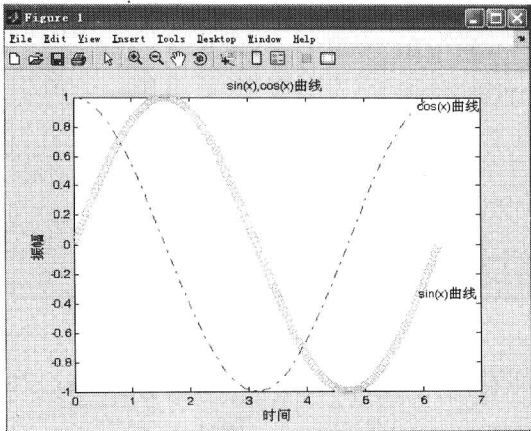 Figure 1
File Edit View Insert Tools Desktop Window Help
sin(x),cos(x)曲线
1
0.8
0.6
0.4
0.2
0
-0.2
-0.4
-0.6
-0.8
-1
振幅
cos(x)曲线
sin(x)曲线
0 1 2 3 4 5 6 7
时间